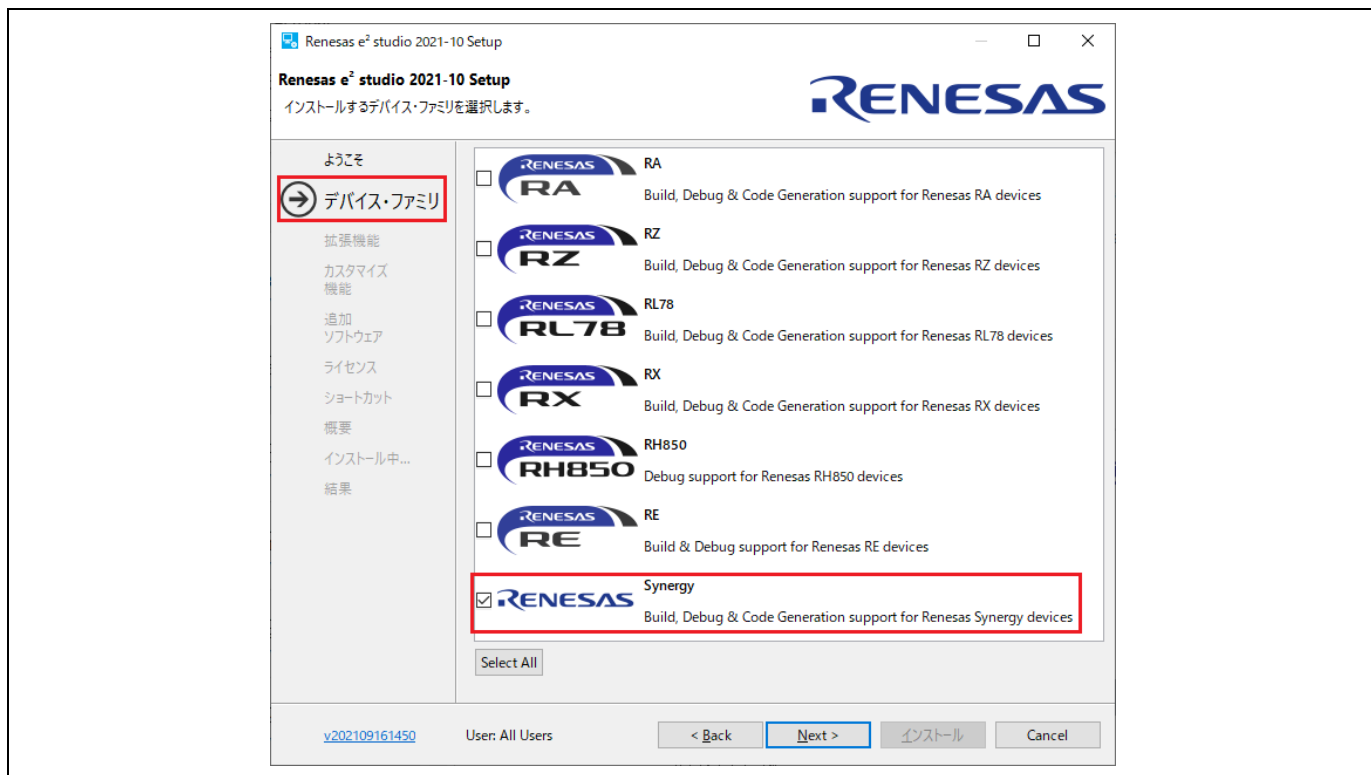 Renesas e² studio 2021-10 Setup
Renesas e² studio 2021-10 Setup
インストールするデバイス・ファミリを選択します。
RENESAS
ようこそ
デバイス・ファミリ
拡張機能
カスタマイズ
機能
追加
ソフトウェア
ライセンス
ショートカット
概要
インストール中...
結果
RENESAS
RA
RA
Build, Debug & Code Generation support for Renesas RA devices
RENESAS
RZ
RZ
Build, Debug & Code Generation support for Renesas RZ devices
RENESAS
RL78
RL78
Build, Debug & Code Generation support for Renesas RL78 devices
RENESAS
RX
RX
Build, Debug & Code Generation support for Renesas RX devices
RENESAS
RH850
RH850
Debug support for Renesas RH850 devices
RENESAS
RE
RE
Build & Debug support for Renesas RE devices
RENESAS
Synergy
Build, Debug & Code Generation support for Renesas Synergy devices
Select All
v202109161450
User: All Users
< Back
Next >
インストール
Cancel